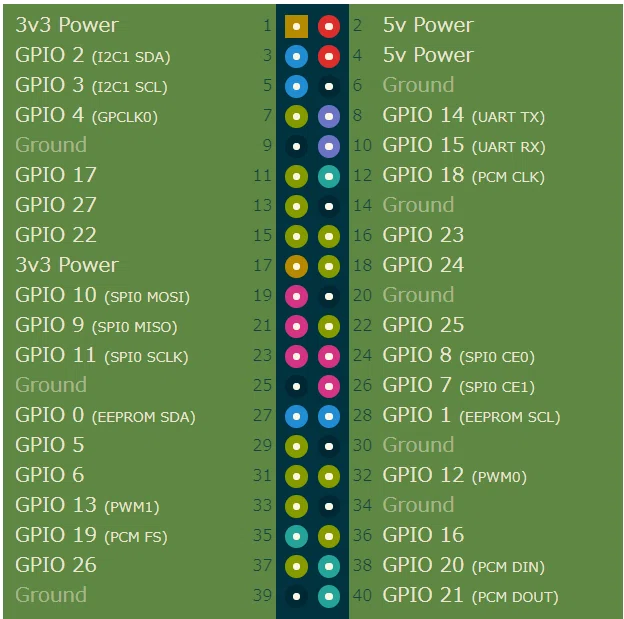 3v3 Power 1 2 5v Power
GPIO 2 (I2C1 SDA) 3 4 5v Power
GPIO 3 (I2C1 SCL) 5 6 Ground
GPIO 4 (GPCLK0) 7 8 GPIO 14 (UART TX)
Ground 9 10 GPIO 15 (UART RX)
GPIO 17 11 12 GPIO 18 (PCM CLK)
GPIO 27 13 14 Ground
GPIO 22 15 16 GPIO 23
3v3 Power 17 18 GPIO 24
GPIO 10 (SPI0 MOSI) 19 20 Ground
GPIO 9 (SPI0 MISO) 21 22 GPIO 25
GPIO 11 (SPI0 SCLK) 23 24 GPIO 8 (SPI0 CE0)
Ground 25 26 GPIO 7 (SPI0 CE1)
GPIO 0 (EEPROM SDA) 27 28 GPIO 1 (EEPROM SCL)
GPIO 5 29 30 Ground
GPIO 6 31 32 GPIO 12 (PWM0)
GPIO 13 (PWM1) 33 34 Ground
GPIO 19 (PCM FS) 35 36 GPIO 16
GPIO 26 37 38 GPIO 20 (PCM DIN)
Ground 39 40 GPIO 21 (PCM DOUT)